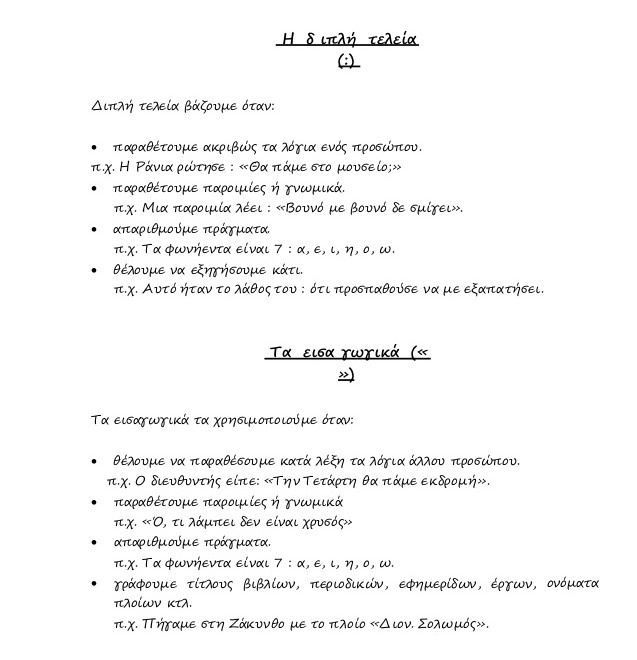 Η διπλή τελεία
(:)
Διπλή τελεία βάζουμε όταν:
• παραθέτουμε ακριβώς τα λόγια ενός προσώπου.
π.χ. Η Ράνια ρώτησε : «Θα πάμε στο μουσείο;»
• παραθέτουμε παροιμίες ή γνωμικά.
π.χ. Μια παροιμία λέει : «Βουνό με βουνό δε σμίγει».
• απαριθμούμε πράγματα.
π.χ. Τα φωνήεντα είναι 7 : α, ε, ι, η, ο, ω.
• θέλουμε να εξηγήσουμε κάτι.
π.χ. Αυτό ήταν το λάθος του : ότι προσπαθούσε να με εξαπατήσει.
Τα εισαγωγικά («
»)
Τα εισαγωγικά τα χρησιμοποιούμε όταν:
• θέλουμε να παραθέσουμε κατά λέξη τα λόγια άλλου προσώπου.
π.χ. Ο διευθυντής είπε: «Την Τετάρτη θα πάμε εκδρομή».
• παραθέτουμε παροιμίες ή γνωμικά
π.χ. «Ό, τι λάμπει δεν είναι χρυσός»
• απαριθμούμε πράγματα.
π.χ. Τα φωνήεντα είναι 7 : α, ε, ι, η, ο, ω.
• γράφουμε τίτλους βιβλίων, περιοδικών, εφημερίδων, έργων, ονόματα
πλοίων κτλ.
π.χ. Πήγαμε στη Ζάκυνθο με το πλοίο «Διον. Σολωμός».